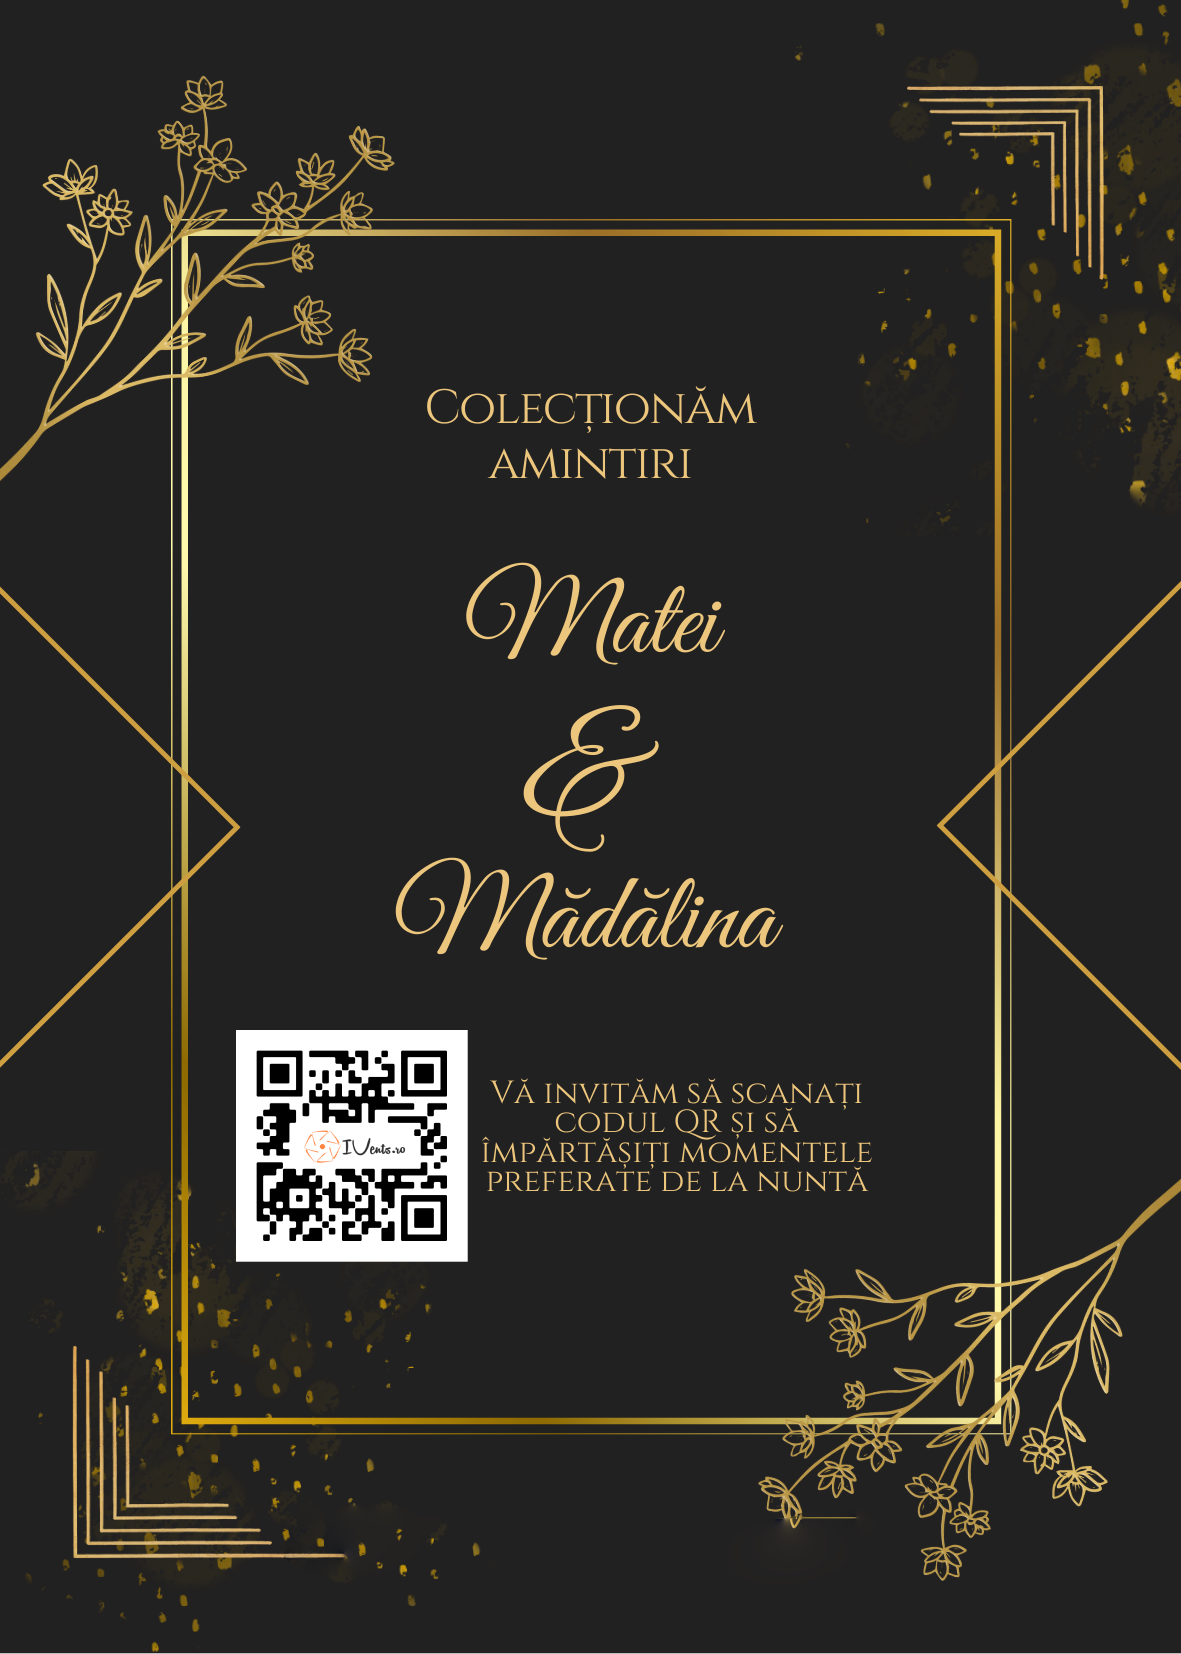 Colecționăm
amintiri
Matei
&
Mădălina
IVents.ro
Vă invităm să scanați
codul QR și să
împărtășiți momentele
preferate de la nuntă